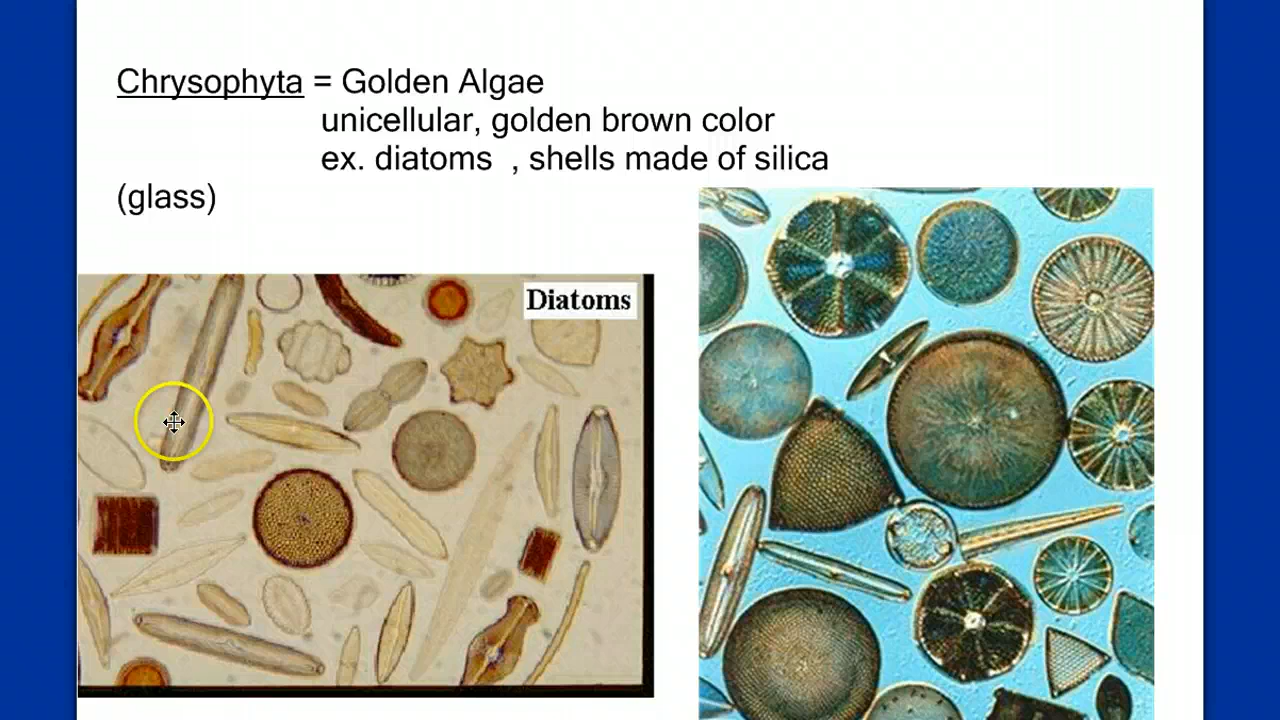 Chrysophyta = Golden Algae
unicellular, golden brown color
ex. diatoms , shells made of silica
(glass)
Diatoms